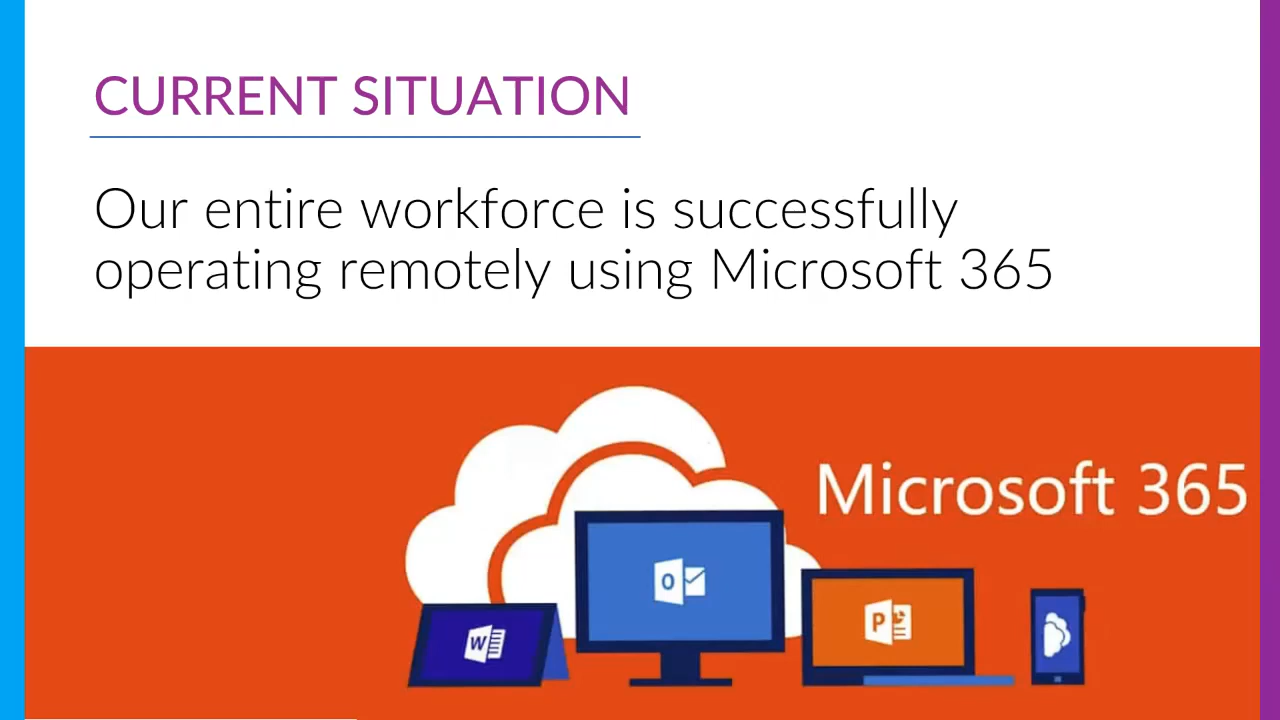 CURRENT SITUATION
Our entire workforce is successfully
operating remotely using Microsoft 365
Microsoft 365
O
W
P